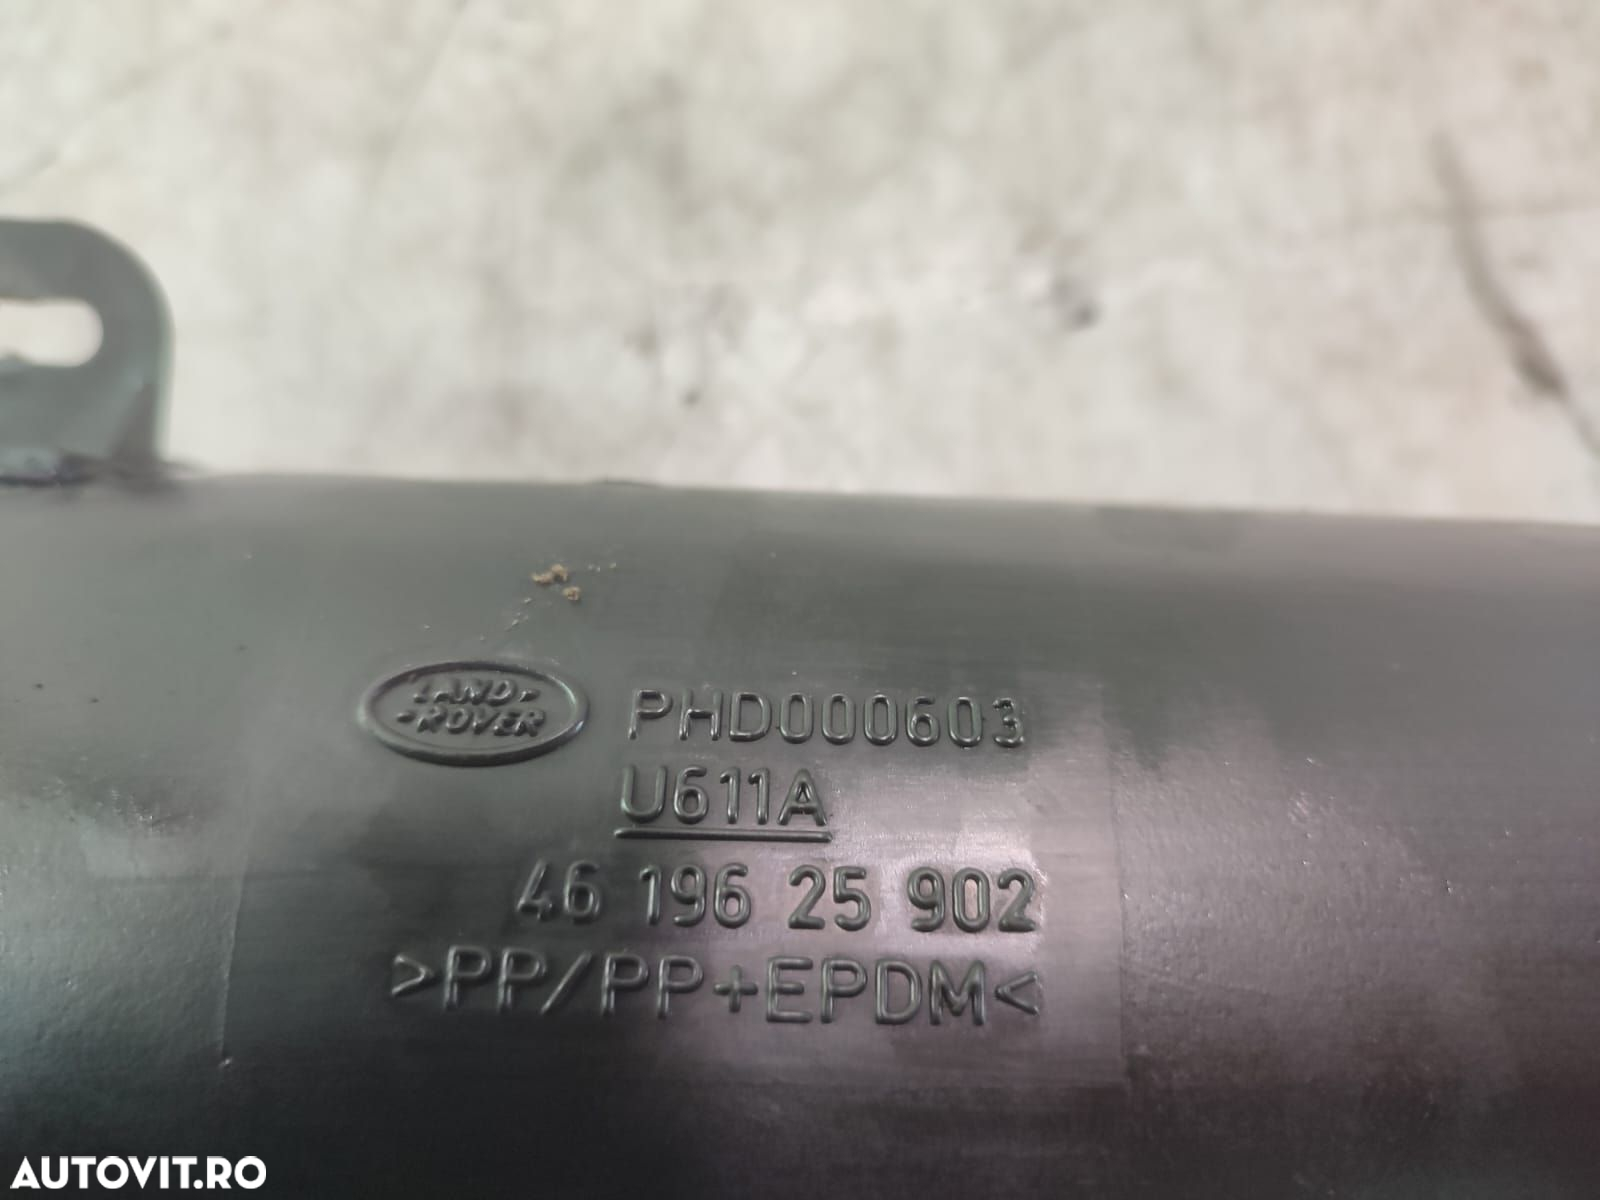 LAND-
-ROVER
PHD000603
U611A
46 196 25 902
>PP/PP+EPDM<
AUTOVIT.RO